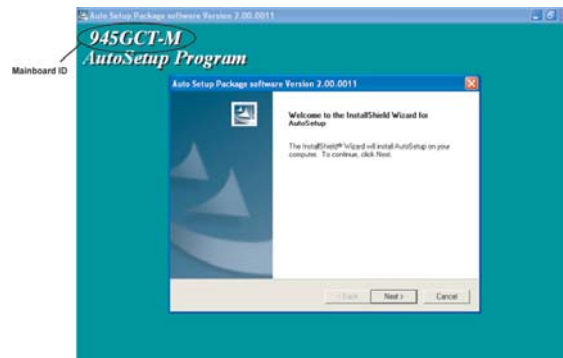 Auto Setup Package software Version 2.00.0011
945GCT-M
AutoSetup Program
Mainboard ID
Auto Setup Package software Version 2.00.0011
Welcome to the InstallShield Wizard for
AutoSetup
The InstallShield® Wizard will install AutoSetup on your
computer. To continue, click Next.
< Back
Next >
Cancel